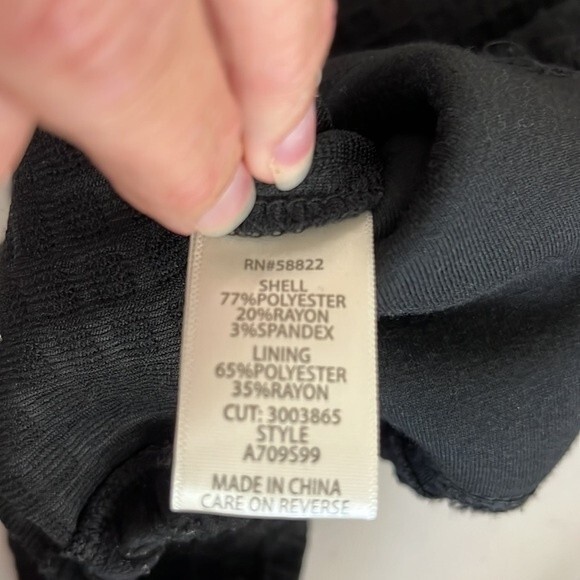 RN#58822
SHELL
77%POLYESTER
20%RAYON
3%SPANDEX
LINING
65%POLYESTER
35%RAYON
CUT: 3003865
STYLE
A709S99
MADE IN CHINA
CARE ON REVERSE